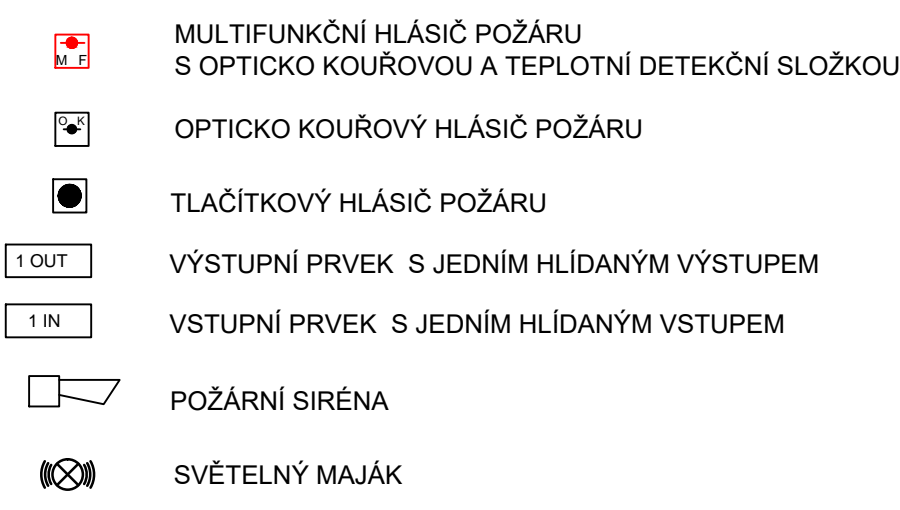 MULTIFUNKČNÍ HLÁSIČ POŽÁRU
M F S OPTICKO KOUŘOVOU A TEPLOTNÍ DETEKČNÍ SLOŽKOU
O K OPTICKO KOUŘOVÝ HLÁSIČ POŽÁRU
TLAČÍTKOVÝ HLÁSIČ POŽÁRU
1 OUT VÝSTUPNÍ PRVEK S JEDNÍM HLÍDANÝM VÝSTUPEM
1 IN VSTUPNÍ PRVEK S JEDNÍM HLÍDANÝM VSTUPEM
POŽÁRNÍ SIRÉNA
SVĚTELNÝ MAJÁK